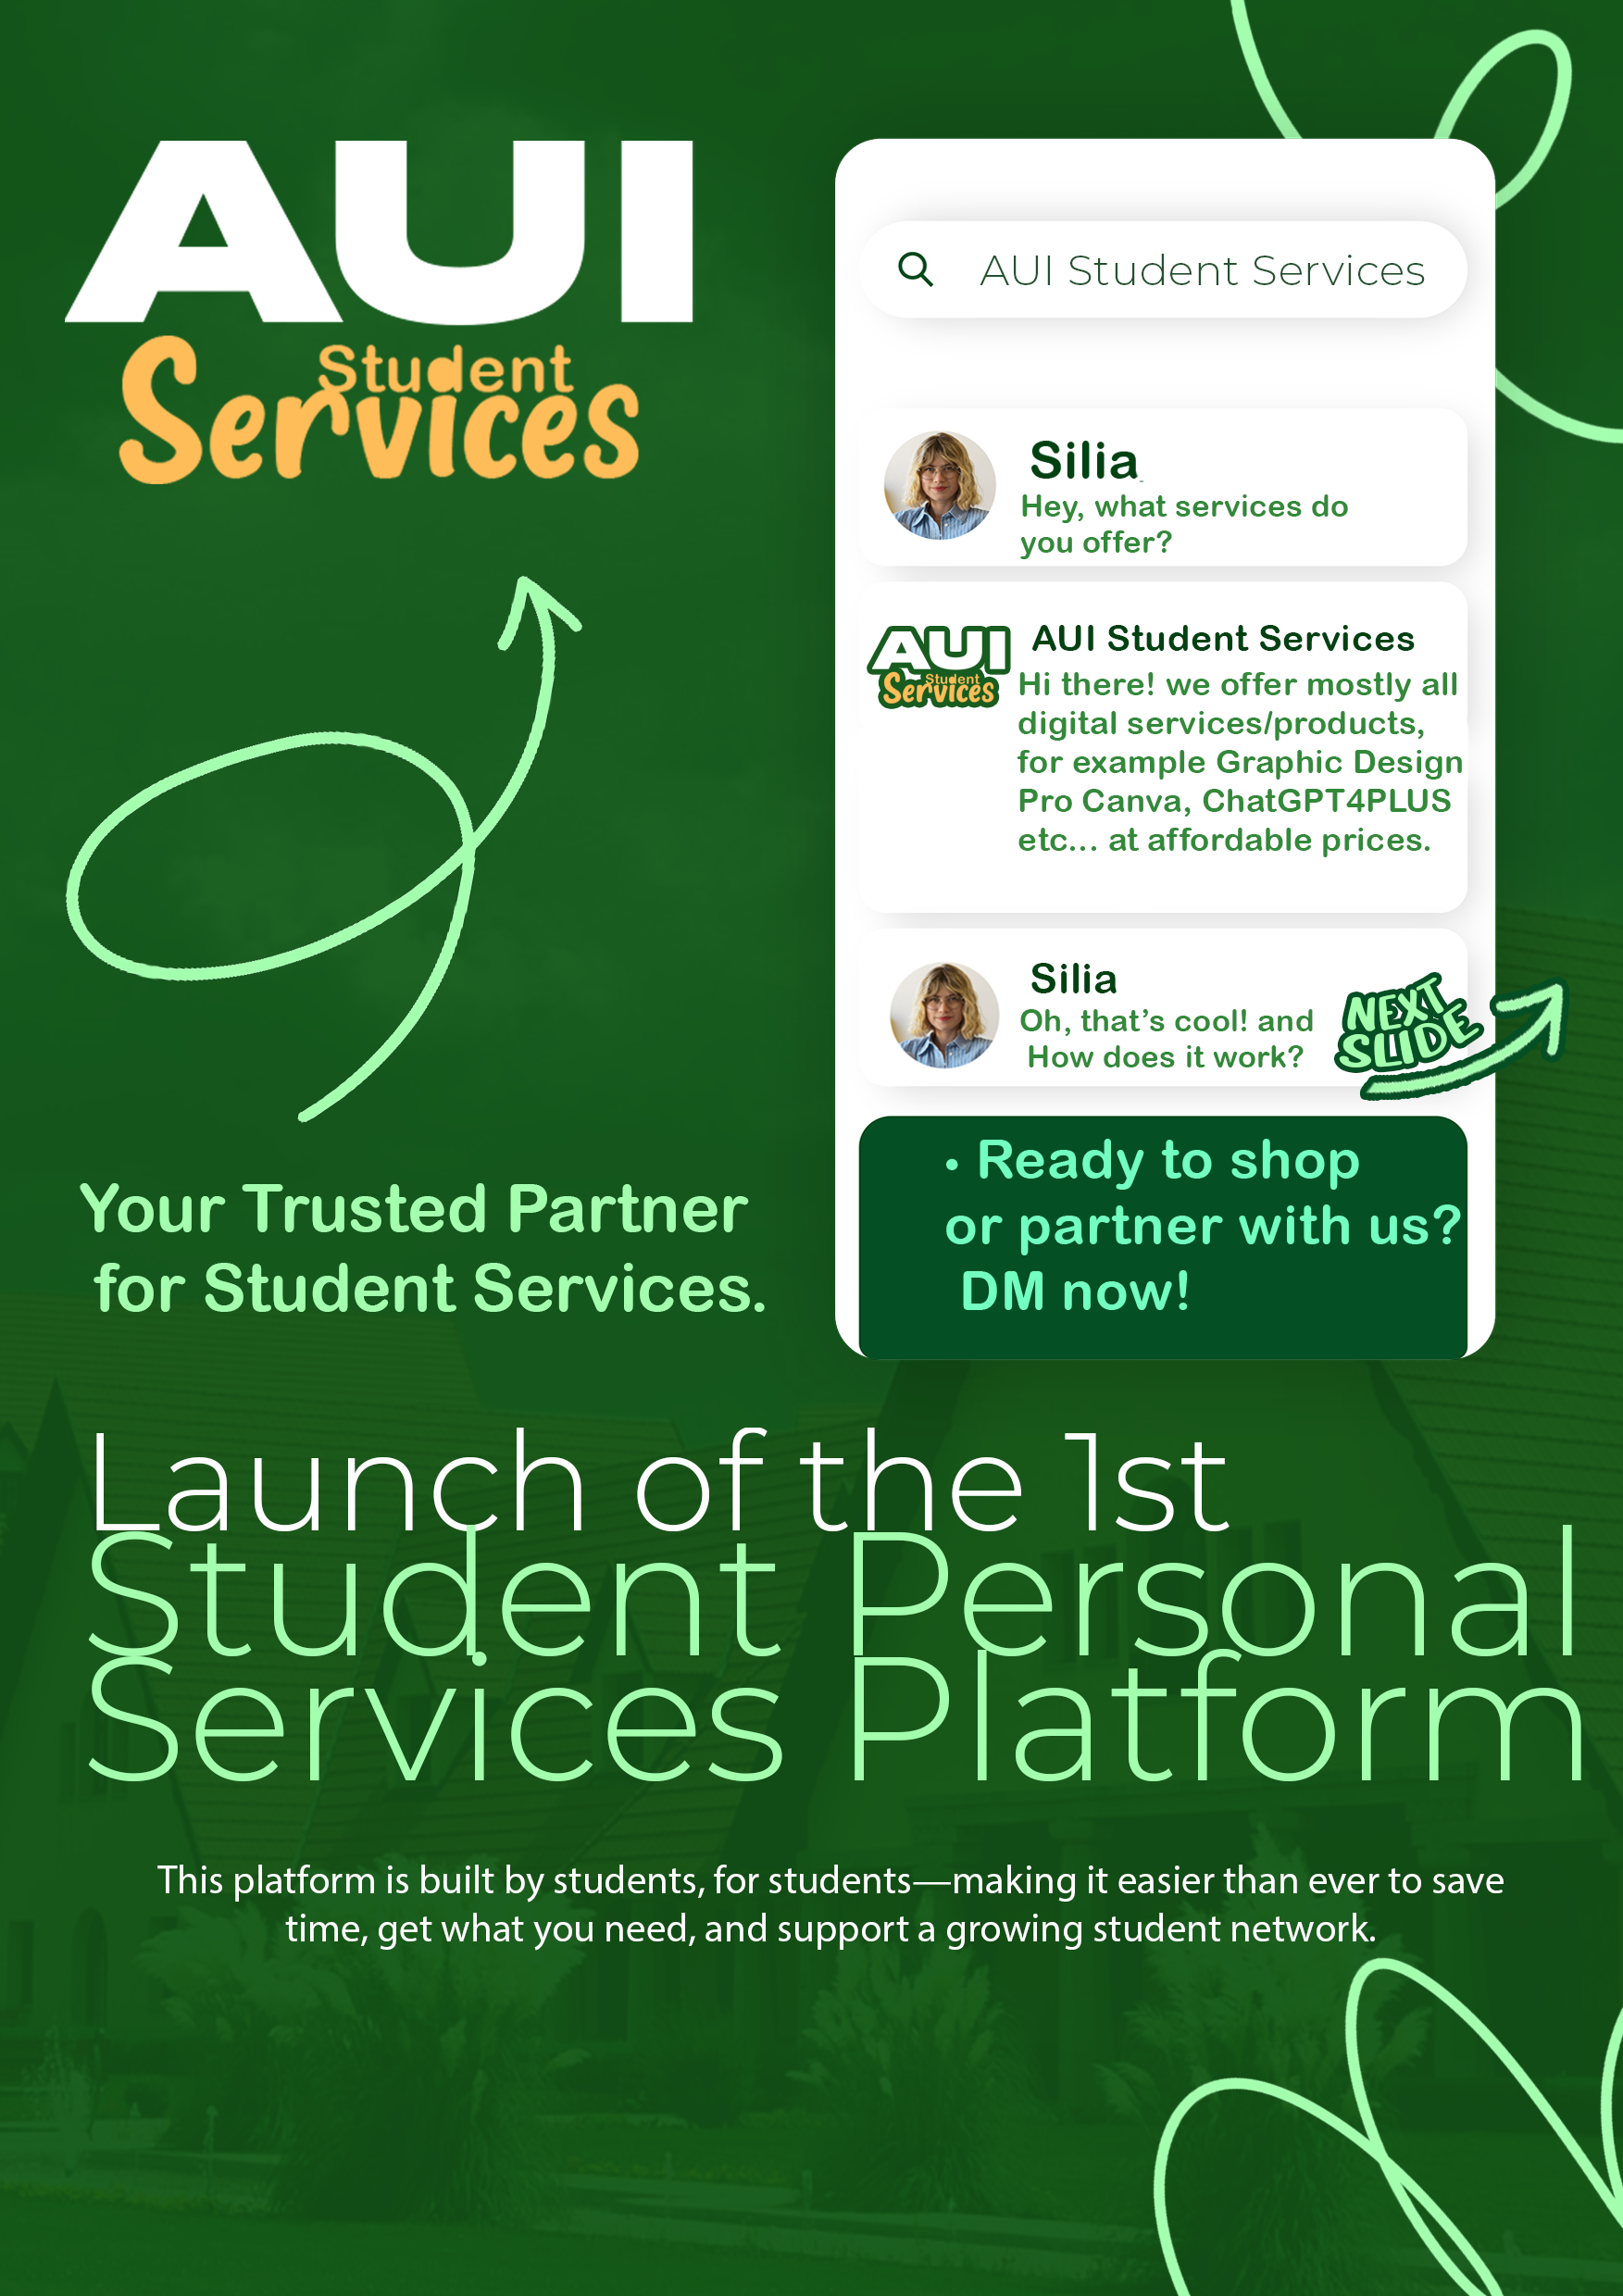 AUI
Student
Services
AUI Student Services
Silia
Hey, what services do
you offer?
AUI
Student
Services
AUI Student Services
Hi there! we offer mostly all
digital services/products,
for example Graphic Design
Pro Canva, ChatGPT4PLUS
etc... at affordable prices.
Silia
Oh, that's cool! and
How does it work?
NEXT
SLIDE
• Ready to shop
or partner with us?
DM now!
Your Trusted Partner
for Student Services.
Launch of the 1st
Student Personal
Services Platform
This platform is built by students, for students—making it easier than ever to save
time, get what you need, and support a growing student network.